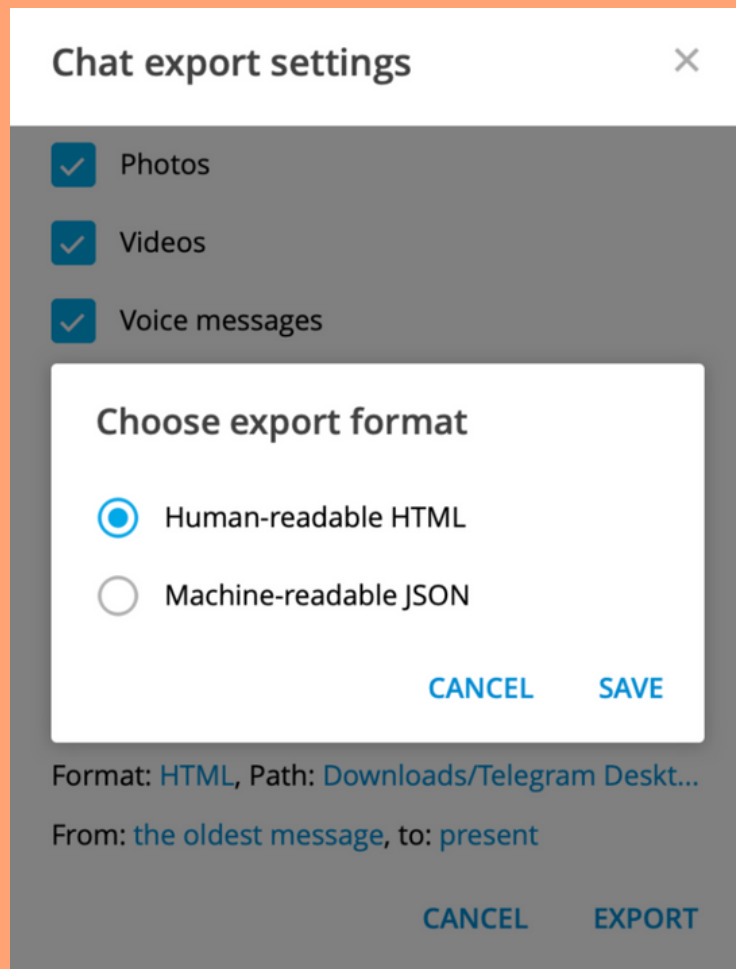 Chat export settings
Photos
Videos
Voice messages
Choose export format
Human-readable HTML
Machine-readable JSON
CANCEL SAVE
Format: HTML, Path: Downloads/Telegram Deskt...
From: the oldest message, to: present
CANCEL EXPORT